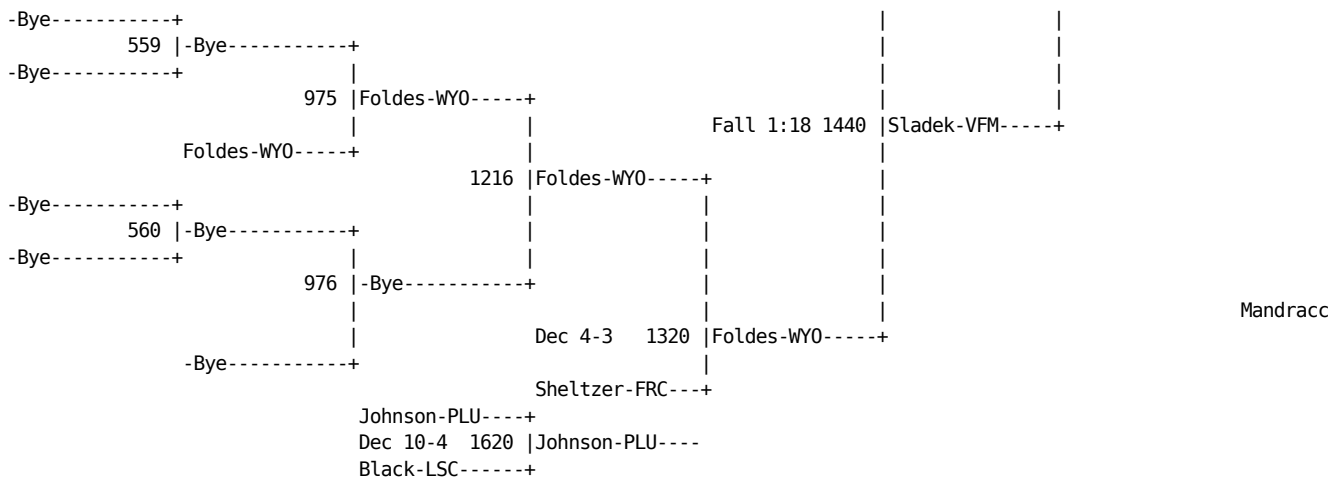 -Bye-----------+ | |
559 |-Bye-----------+ | |
-Bye-----------+ | | |
975 |Foldes-WYO-----+ | |
| | Fall 1:18 1440 |Sladek-VFM-----+
Foldes-WYO-----+ | |
1216 |Foldes-WYO-----+ |
-Bye-----------+ | | |
560 |-Bye-----------+ | | |
-Bye-----------+ | | | |
976 |-Bye-----------+ | |
| | | Mandracc
| Dec 4-3 1320 |Foldes-WYO-----+
-Bye-----------+ |
Sheltzer-FRC---+
Johnson-PLU----+
Dec 10-4 1620 |Johnson-PLU----
Black-LSC------+